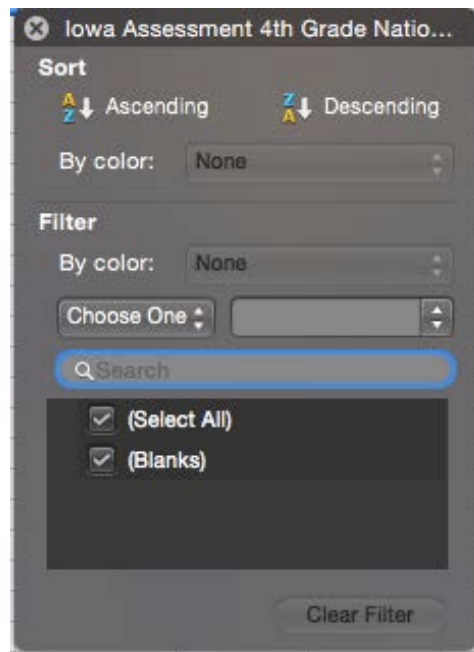 Iowa Assessment 4th Grade Natio...
Sort
A Z Ascending Z A Descending
By color: None
Filter
By color: None
Choose One
Search
(Select All)
(Blanks)
Clear Filter